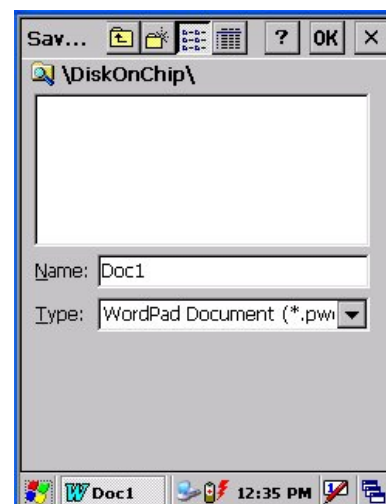 Sav... ? OK ×
\DiskOnChip\
Name: Doc1
Type: WordPad Document (*.pw
Doc1 12:35 PM